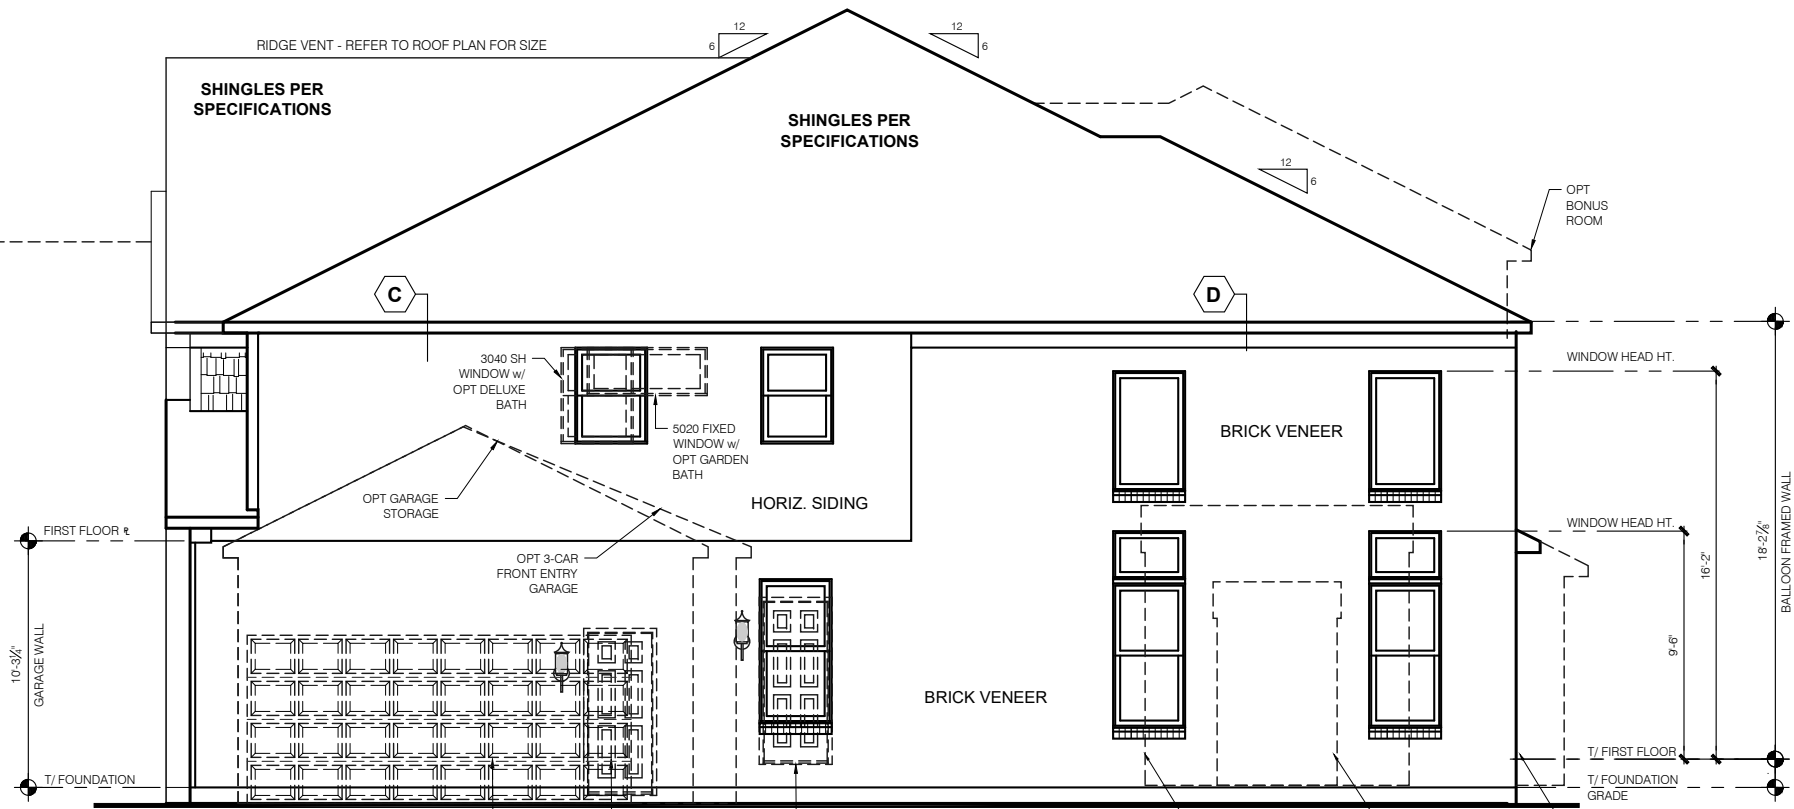 RIDGE VENT - REFER TO ROOF PLAN FOR SIZE
12
6
12
6
SHINGLES PER
SPECIFICATIONS
SHINGLES PER
SPECIFICATIONS
12
6
OPT
BONUS
ROOM
C
D
3040 SH
WINDOW w/
OPT DELUXE
BATH
5020 FIXED
WINDOW w/
OPT GARDEN
BATH
WINDOW HEAD HT.
BRICK VENEER
OPT GARAGE
STORAGE
HORIZ. SIDING
FIRST FLOOR ⅊
WINDOW HEAD HT.
OPT 3-CAR
FRONT ENTRY
GARAGE
18'-2⅞"
BALLOON FRAMED WALL
16'-2"
9'-6"
10'-3¼"
GARAGE WALL
BRICK VENEER
T/ FIRST FLOOR
T/ FOUNDATION
T/ FOUNDATION
GRADE